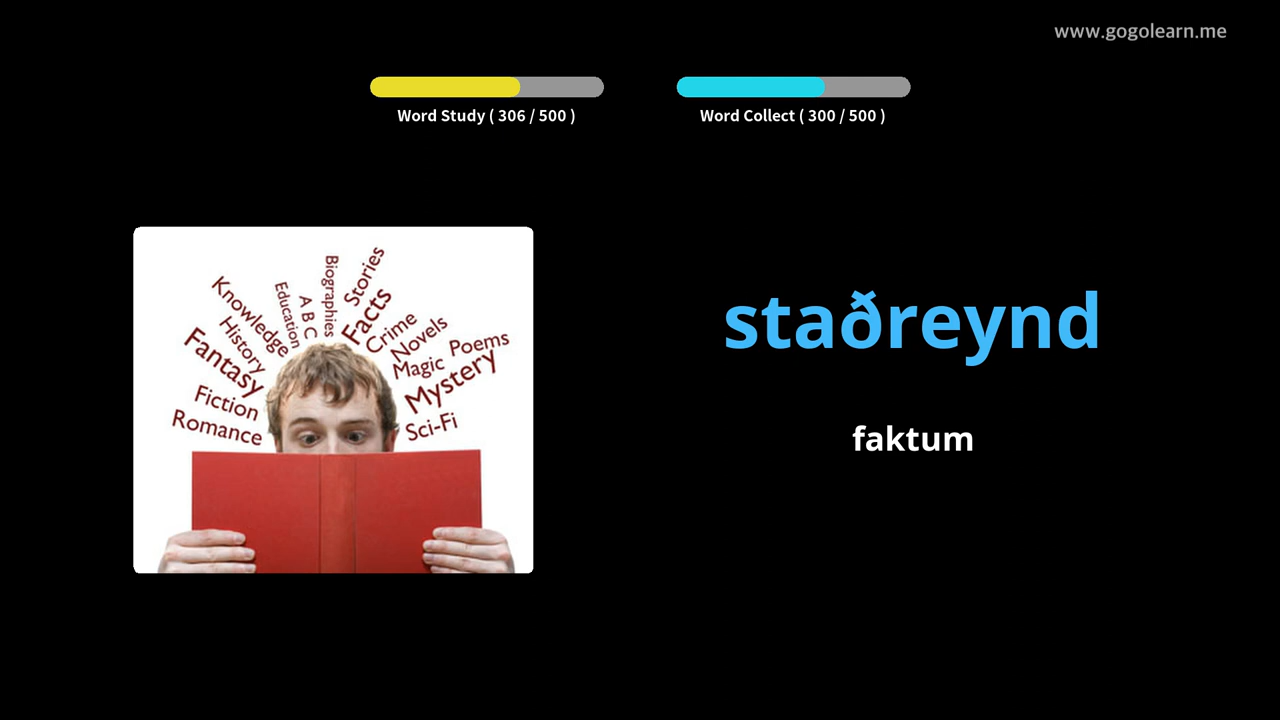 www.gogolearn.me
Word Study ( 306 / 500 )
Word Collect ( 300 / 500 )
Biographies
Stories
Knowledge
Education
A B C
Facts
Crime
History
Novels
Fantasy
Magic
Poems
Mystery
Fiction
Romance
Sci-Fi
staðreynd
faktum